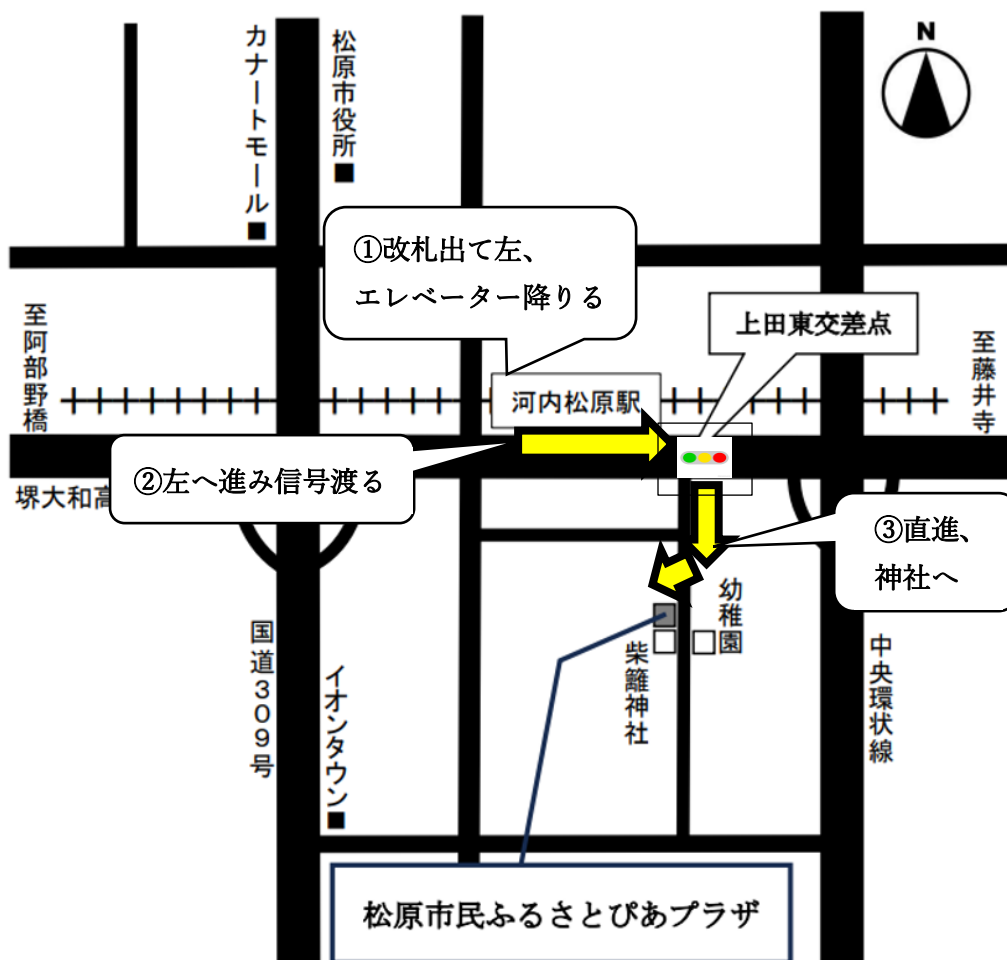 N
カナートモール■
松原市役所■
①改札出て左、
エレベーター降りる
上田東交差点
至阿部野橋
至藤井寺
河内松原駅
②左へ進み信号渡る
堺大和高
③直進、
神社へ
幼稚園
柴籬神社
国道309号
イオンタウン■
中央環状線
松原市民ふるさとぴあプラザ